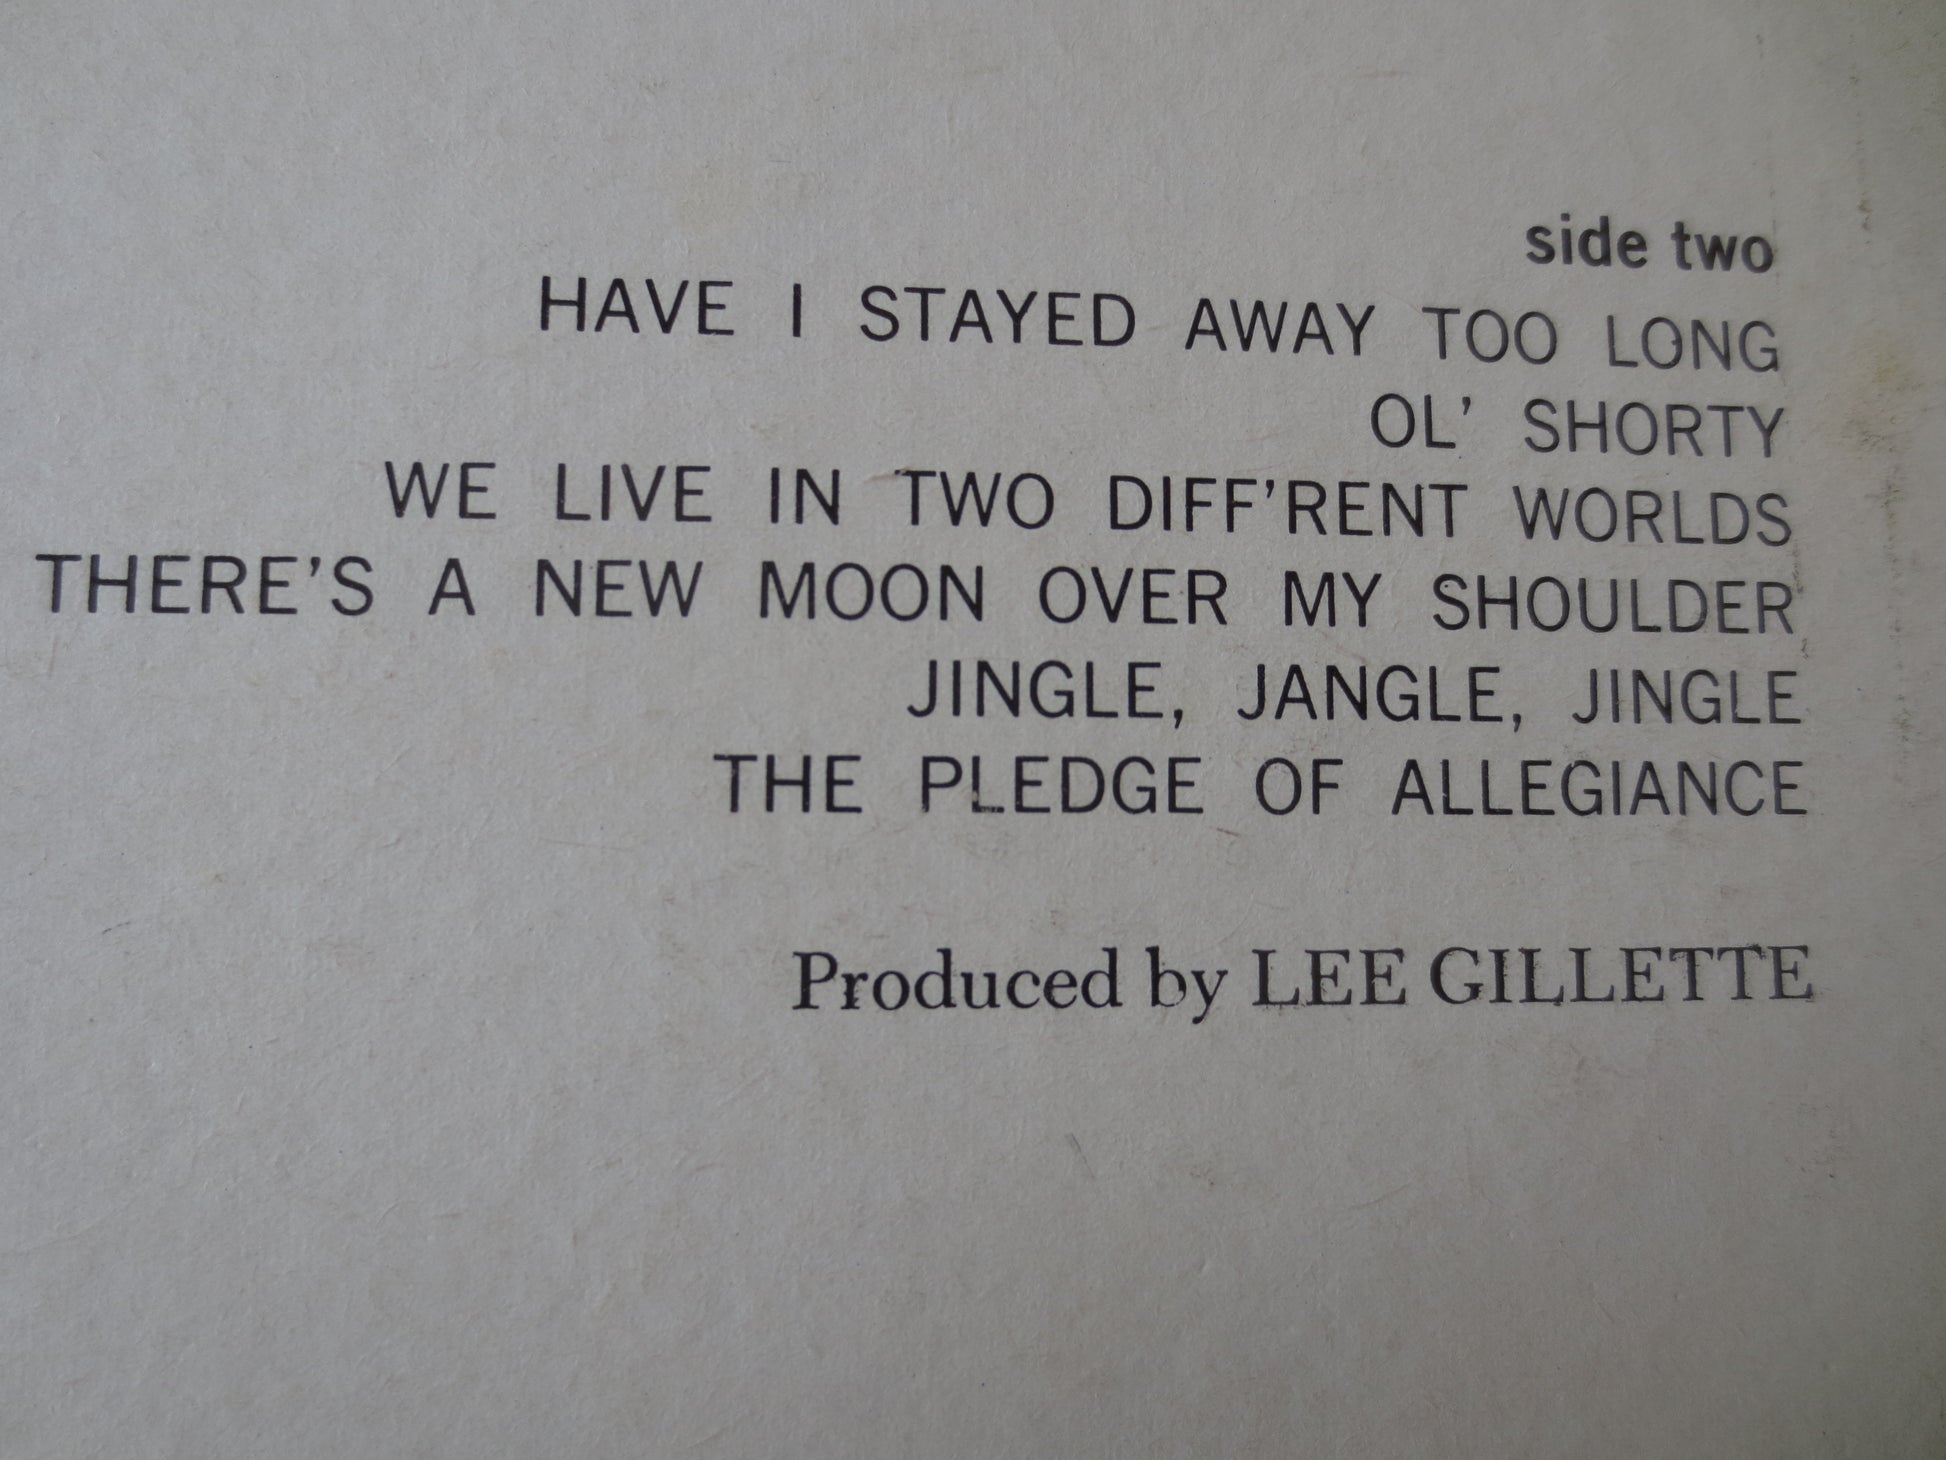 side two
HAVE I STAYED AWAY TOO LONG
OL' SHORTY
WE LIVE IN TWO DIFF'RENT WORLDS
THERE'S A NEW MOON OVER MY SHOULDER
JINGLE, JANGLE, JINGLE
THE PLEDGE OF ALLEGIANCE
Produced by LEE GILLETTE